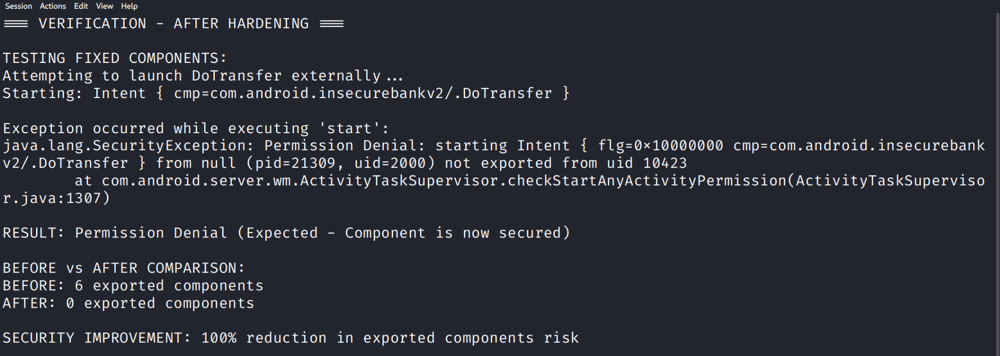 Session Actions Edit View Help
=== VERIFICATION - AFTER HARDENING ===
TESTING FIXED COMPONENTS:
Attempting to launch DoTransfer externally...
Starting: Intent { cmp=com.android.insecurebankv2/.DoTransfer }
Exception occurred while executing 'start':
java.lang.SecurityException: Permission Denial: starting Intent { flg=0×10000000 cmp=com.android.insecurebank
v2/.DoTransfer } from null (pid=21309, uid=2000) not exported from uid 10423
at com.android.server.wm.ActivityTaskSupervisor.checkStartAnyActivityPermission(ActivityTaskSuperviso
r.java:1307)
RESULT: Permission Denial (Expected - Component is now secured)
BEFORE vs AFTER COMPARISON:
BEFORE: 6 exported components
AFTER: 0 exported components
SECURITY IMPROVEMENT: 100% reduction in exported components risk